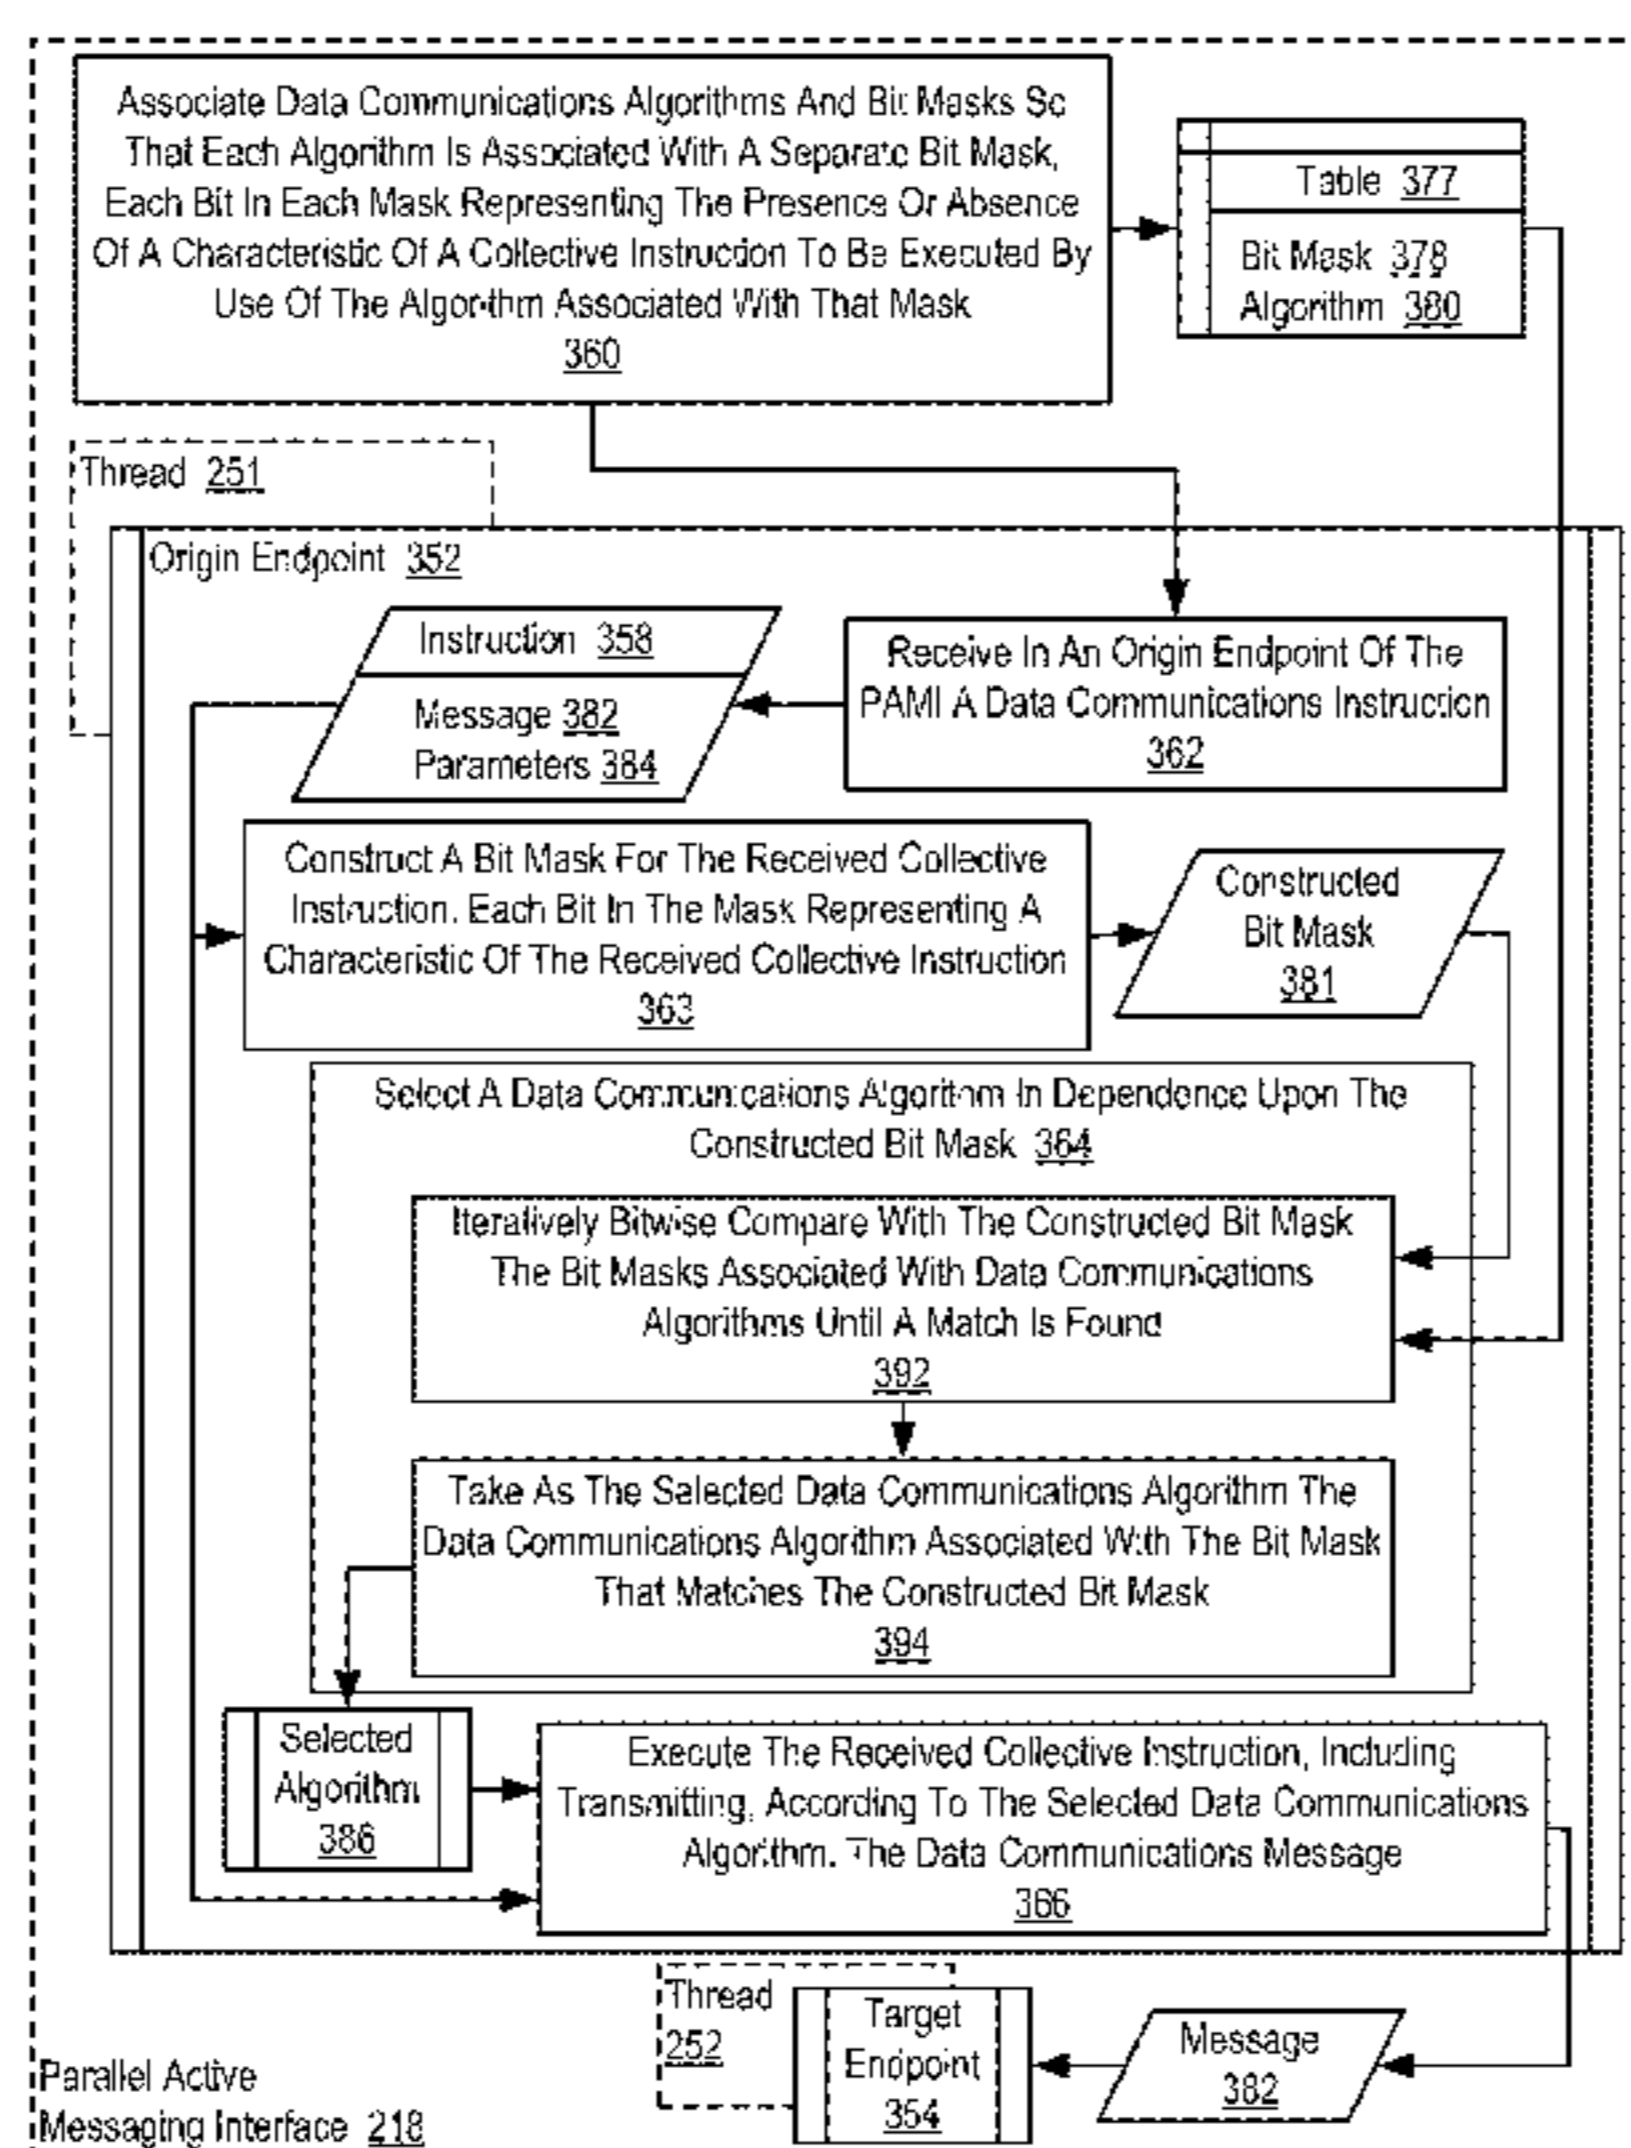 Associate Data Communications Algorithms And Bit Masks So
That Each Algorithm Is Associated With A Separate Bit Mask,
Each Bit In Each Mask Representing The Presence Or Absence
Of A Characteristic Of A Collective Instruction To Be Executed By
Use Of The Algorithm Associated With That Mask
360
Table 377
Bit Mask 378
Algorithm 380
Thread 251
Origin Endpoint 352
Instruction 358
Message 382
Parameters 384
Receive In An Origin Endpoint Of The
PAMI A Data Communications Instruction
362
Construct A Bit Mask For The Received Collective
Instruction, Each Bit In The Mask Representing A
Characteristic Of The Received Collective Instruction
363
Constructed
Bit Mask
381
Select A Data Communications Algorithm In Dependence Upon The
Constructed Bit Mask 364
Iteratively Bitwise Compare With The Constructed Bit Mask
The Bit Masks Associated With Data Communications
Algorithms Until A Match Is Found
392
Take As The Selected Data Communications Algorithm The
Data Communications Algorithm Associated With The Bit Mask
That Matches The Constructed Bit Mask
394
Selected
Algorithm
386
Execute The Received Collective Instruction, Including
Transmitting, According To The Selected Data Communications
Algorithm, The Data Communications Message
366
Thread
252
Target
Endpoint
354
Message
382
Parallel Active
Messaging Interface 218